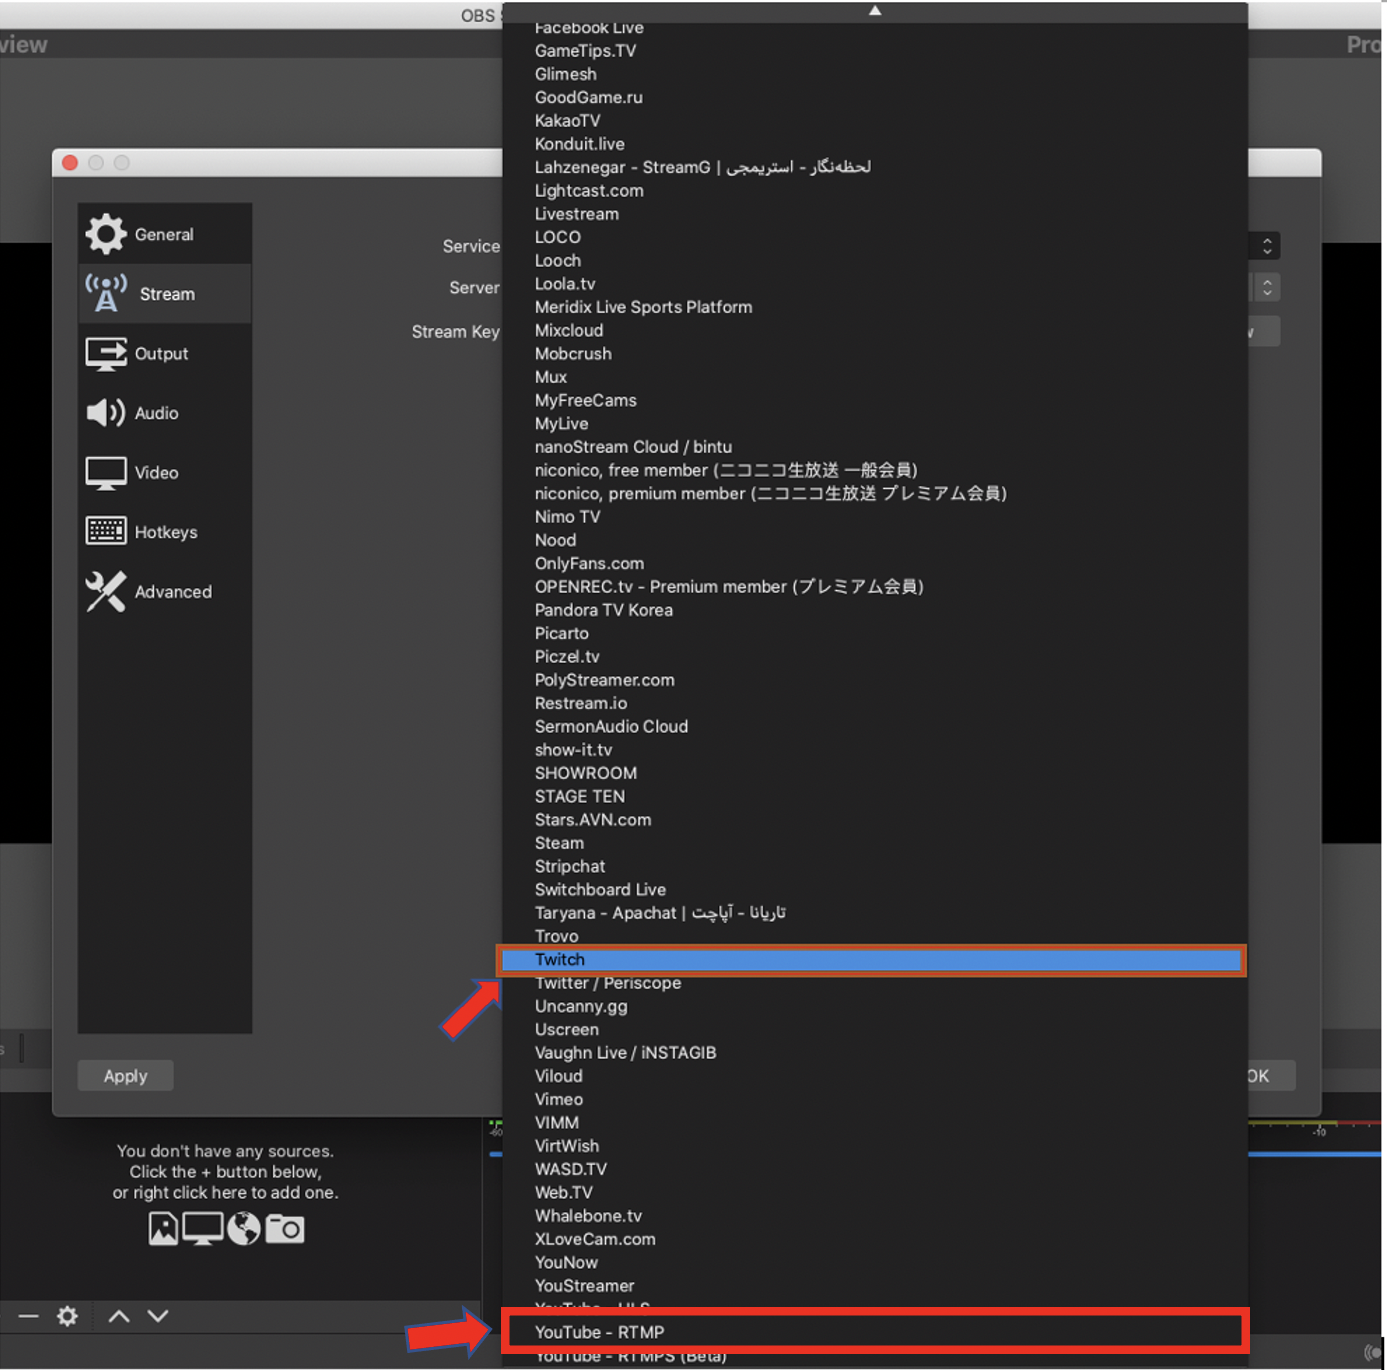 OBS
view
Pro
General
Stream
Output
Audio
Video
Hotkeys
Advanced
Service
Server
Stream Key
w
Facebook Live
GameTips.TV
Glimesh
GoodGame.ru
KakaoTV
Konduit.live
Lahzenegar - StreamG | لحظه‌نگار - استریمجی
Lightcast.com
Livestream
LOCO
Looch
Loola.tv
Meridix Live Sports Platform
Mixcloud
Mobcrush
Mux
MyFreeCams
MyLive
nanoStream Cloud / bintu
niconico, free member (ニコニコ生放送 一般会員)
niconico, premium member (ニコニコ生放送 プレミアム会員)
Nimo TV
Nood
OnlyFans.com
OPENREC.tv - Premium member (プレミアム会員)
Pandora TV Korea
Picarto
Piczel.tv
PolyStreamer.com
Restream.io
SermonAudio Cloud
show-it.tv
SHOWROOM
STAGE TEN
Stars.AVN.com
Steam
Stripchat
Switchboard Live
Taryana - Apachat | تاریانا - آپاچت
Trovo
Twitch
Twitter / Periscope
Uncanny.gg
Uscreen
Vaughn Live / iNSTAGIB
Viloud
Vimeo
VIMM
VirtWish
WASD.TV
Web.TV
Whalebone.tv
XLoveCam.com
YouNow
YouStreamer
YouTube - HLS
YouTube - RTMP
YouTube - RTMPS (Beta)
s
Apply
OK
-60
-10
You don't have any sources.
Click the + button below,
or right click here to add one.